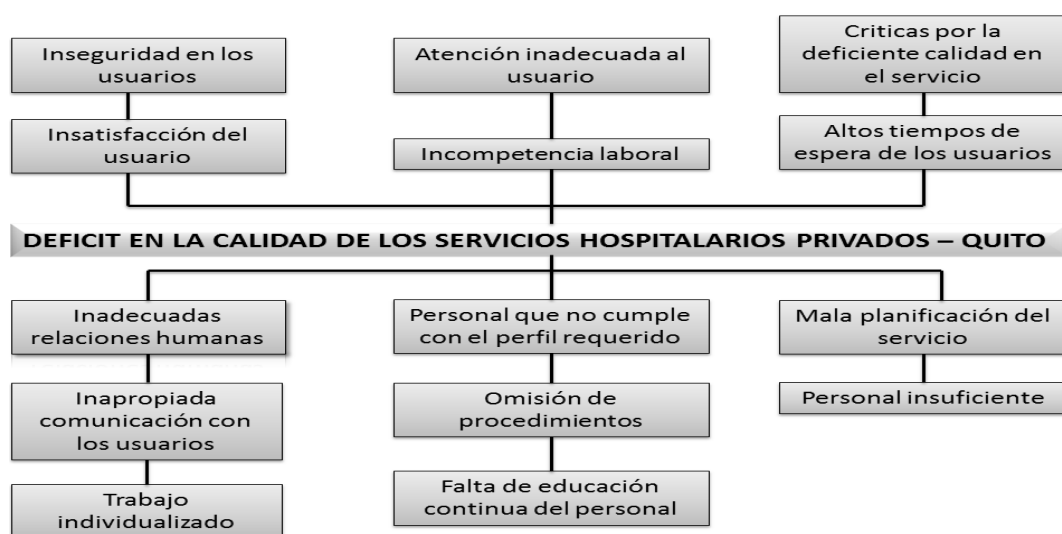 Inseguridad en los
usuarios
Atención inadecuada al
usuario
Criticas por la
deficiente calidad en
el servicio
Insatisfacción del
usuario
Incompetencia laboral
Altos tiempos de
espera de los usuarios
DEFICIT EN LA CALIDAD DE LOS SERVICIOS HOSPITALARIOS PRIVADOS – QUITO
Inadecuadas
relaciones humanas
Personal que no cumple
con el perfil requerido
Mala planificación del
servicio
Inapropiada
comunicación con
los usuarios
Omisión de
procedimientos
Personal insuficiente
Trabajo
individualizado
Falta de educación
continua del personal